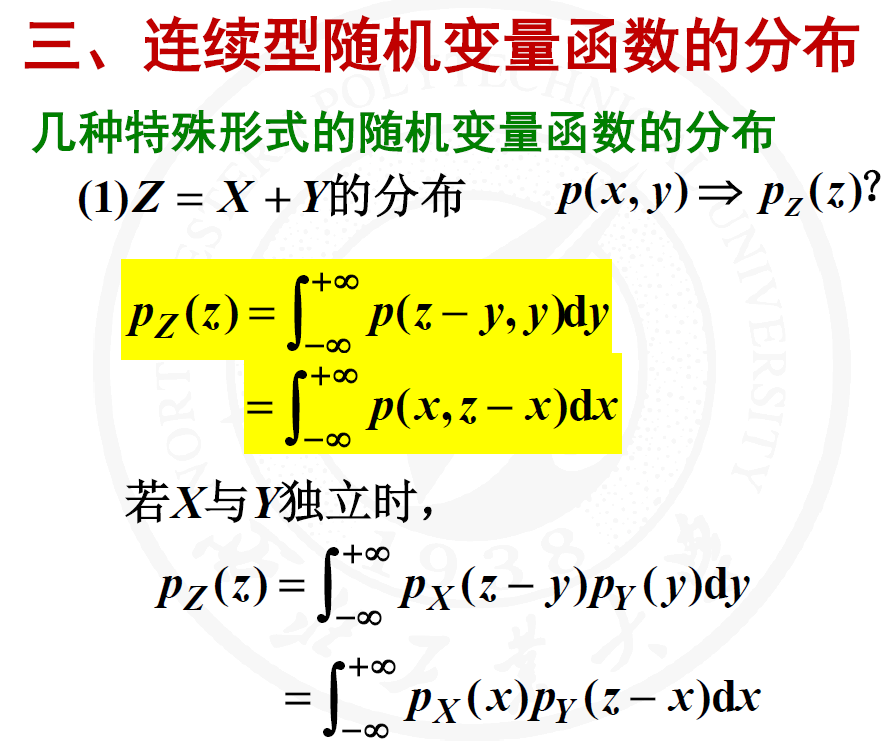 三、连续型随机变量函数的分布
几种特殊形式的随机变量函数的分布
(1)Z = X + Y的分布 p(x, y) ⇒ p_Z(z)?
p_Z(z) = ∫_{−∞}^{+∞} p(z − y, y)dy
= ∫_{−∞}^{+∞} p(x, z − x)dx
若X与Y独立时，
p_Z(z) = ∫_{−∞}^{+∞} p_X(z − y)p_Y(y)dy
= ∫_{−∞}^{+∞} p_X(x)p_Y(z − x)dx
1938
UNIVERSITY